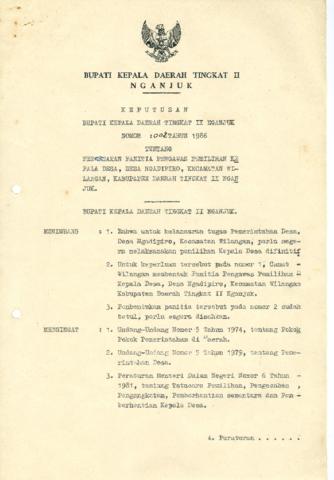 BUPATI KEPALA DAERAH TINGKAT II
NGANJUK
KEPUTUSAN
BUPATI KEPALA DAERAH TINGKAT II NGANJUK
NOMOR : TAHUN 1986
TENTANG
PENGESAHAN PANITIA PENGAWAS PEMILIHAN KE
PALA DESA, DESA NGADIPIRO, KECAMATAN WI-
LANGAN, KABUPATEN DAERAH TINGKAT II NGAN
JUK.
BUPATI KEPALA DAERAH TINGKAT II NGANJUK.
MENIMBANG : 1. Bahwa untuk kelancaran tugas Pemerintahan Desa,
Desa Ngadipiro, Kecamatan Wilangan, perlu sege-
ra melaksanakan pemilihan Kepala Desa difinitif
2. Untuk keperluan tersebut pada nomor 1, Camat -
Wilangan membentuk Panitia Pengawas Pemilihan -
Kepala Desa, Desa Ngadipiro, Kecamatan Wilangan
Kabupaten Daerah Tingkat II Nganjuk.
3. Pembentukan panitia tersebut pada nomor 2 sudah
betul, perlu segera disahkan.
MENGINGAT : 1. Undang-Undang Nomor 5 Tahun 1974, tentang Pokok
Pokok Pemerintahan di Daerah.
2. Undang-Undang Nomor 5 Tahun 1979, tentang Peme-
rintahan Desa.
3. Peraturan Menteri Dalam Negeri Nomor 6 Tahun -
1981, tentang Tatacara Pemilihan, Pengesahan,
Pengangkatan, Pemberhentian sementara dan Pem-
berhentian Kepala Desa.
4. Peraturan . . . . . .